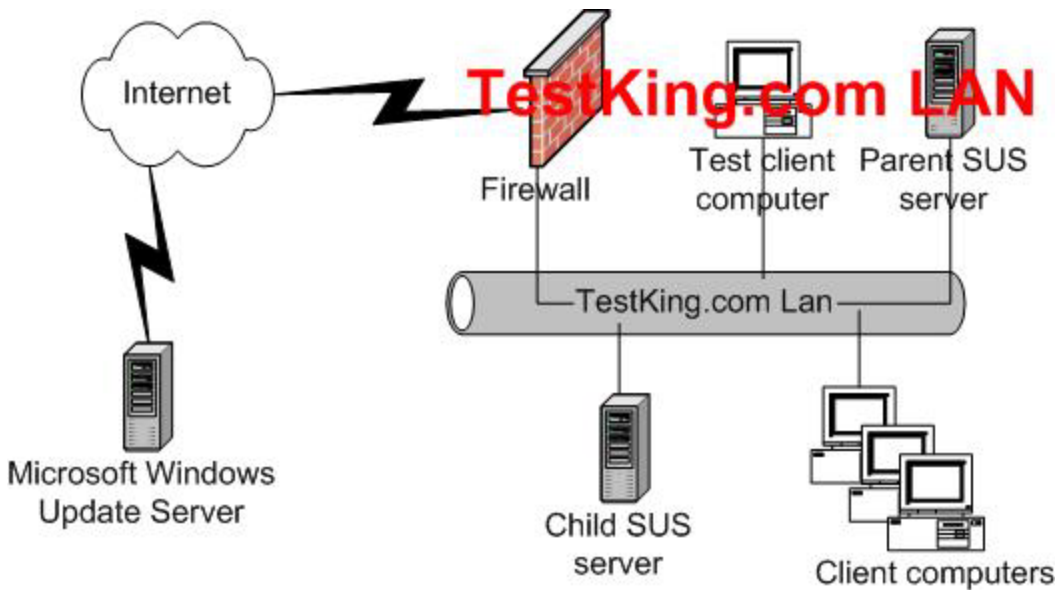 TestKing.com LAN
Internet
Firewall
Test client
computer
Parent SUS
server
TestKing.com Lan
Microsoft Windows
Update Server
Child SUS
server
Client computers